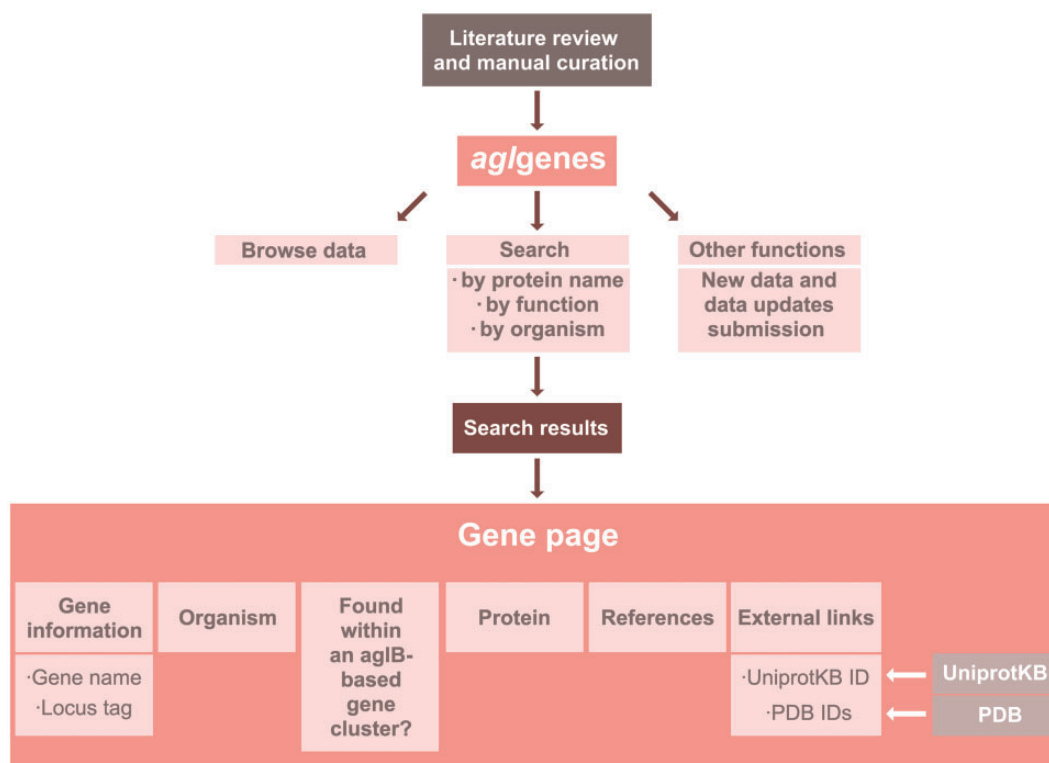 Literature review
and manual curation
aglgenes
Browse data
Search
·by protein name
·by function
·by organism
Other functions
New data and
data updates
submission
Search results
Gene page
Gene
information
·Gene name
·Locus tag
Organism
Found
within
an aglB-
based
gene
cluster?
Protein
References
External links
·UniprotKB ID
·PDB IDs
UniprotKB
PDB